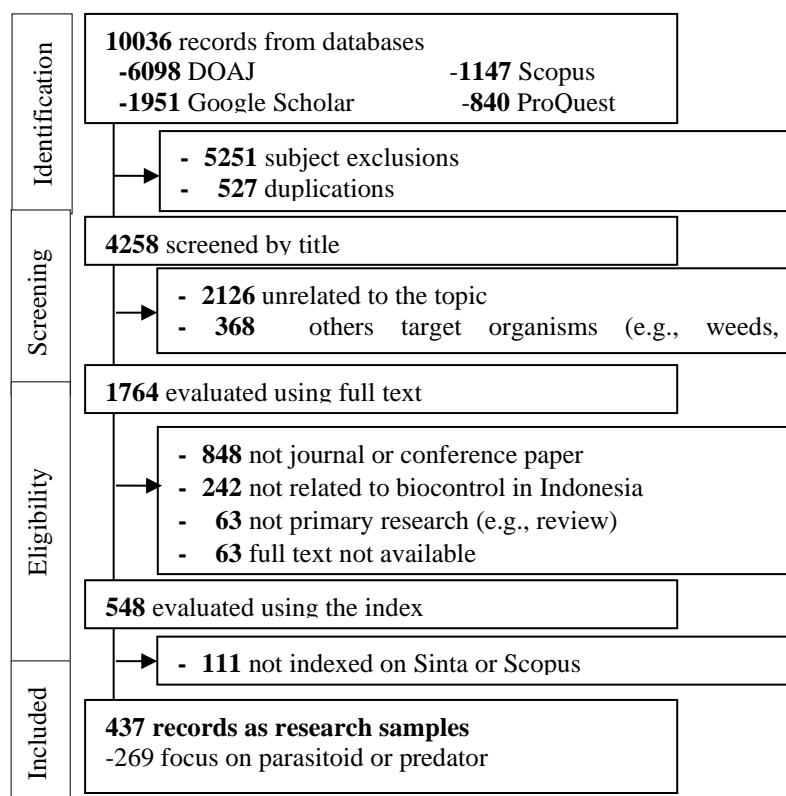 Identification
10036 records from databases
-6098 DOAJ -1147 Scopus
-1951 Google Scholar -840 ProQuest
- 5251 subject exclusions
- 527 duplications
Screening
4258 screened by title
- 2126 unrelated to the topic
- 368 others target organisms (e.g., weeds,
Eligibility
1764 evaluated using full text
- 848 not journal or conference paper
- 242 not related to biocontrol in Indonesia
- 63 not primary research (e.g., review)
- 63 full text not available
548 evaluated using the index
- 111 not indexed on Sinta or Scopus
Included
437 records as research samples
-269 focus on parasitoid or predator